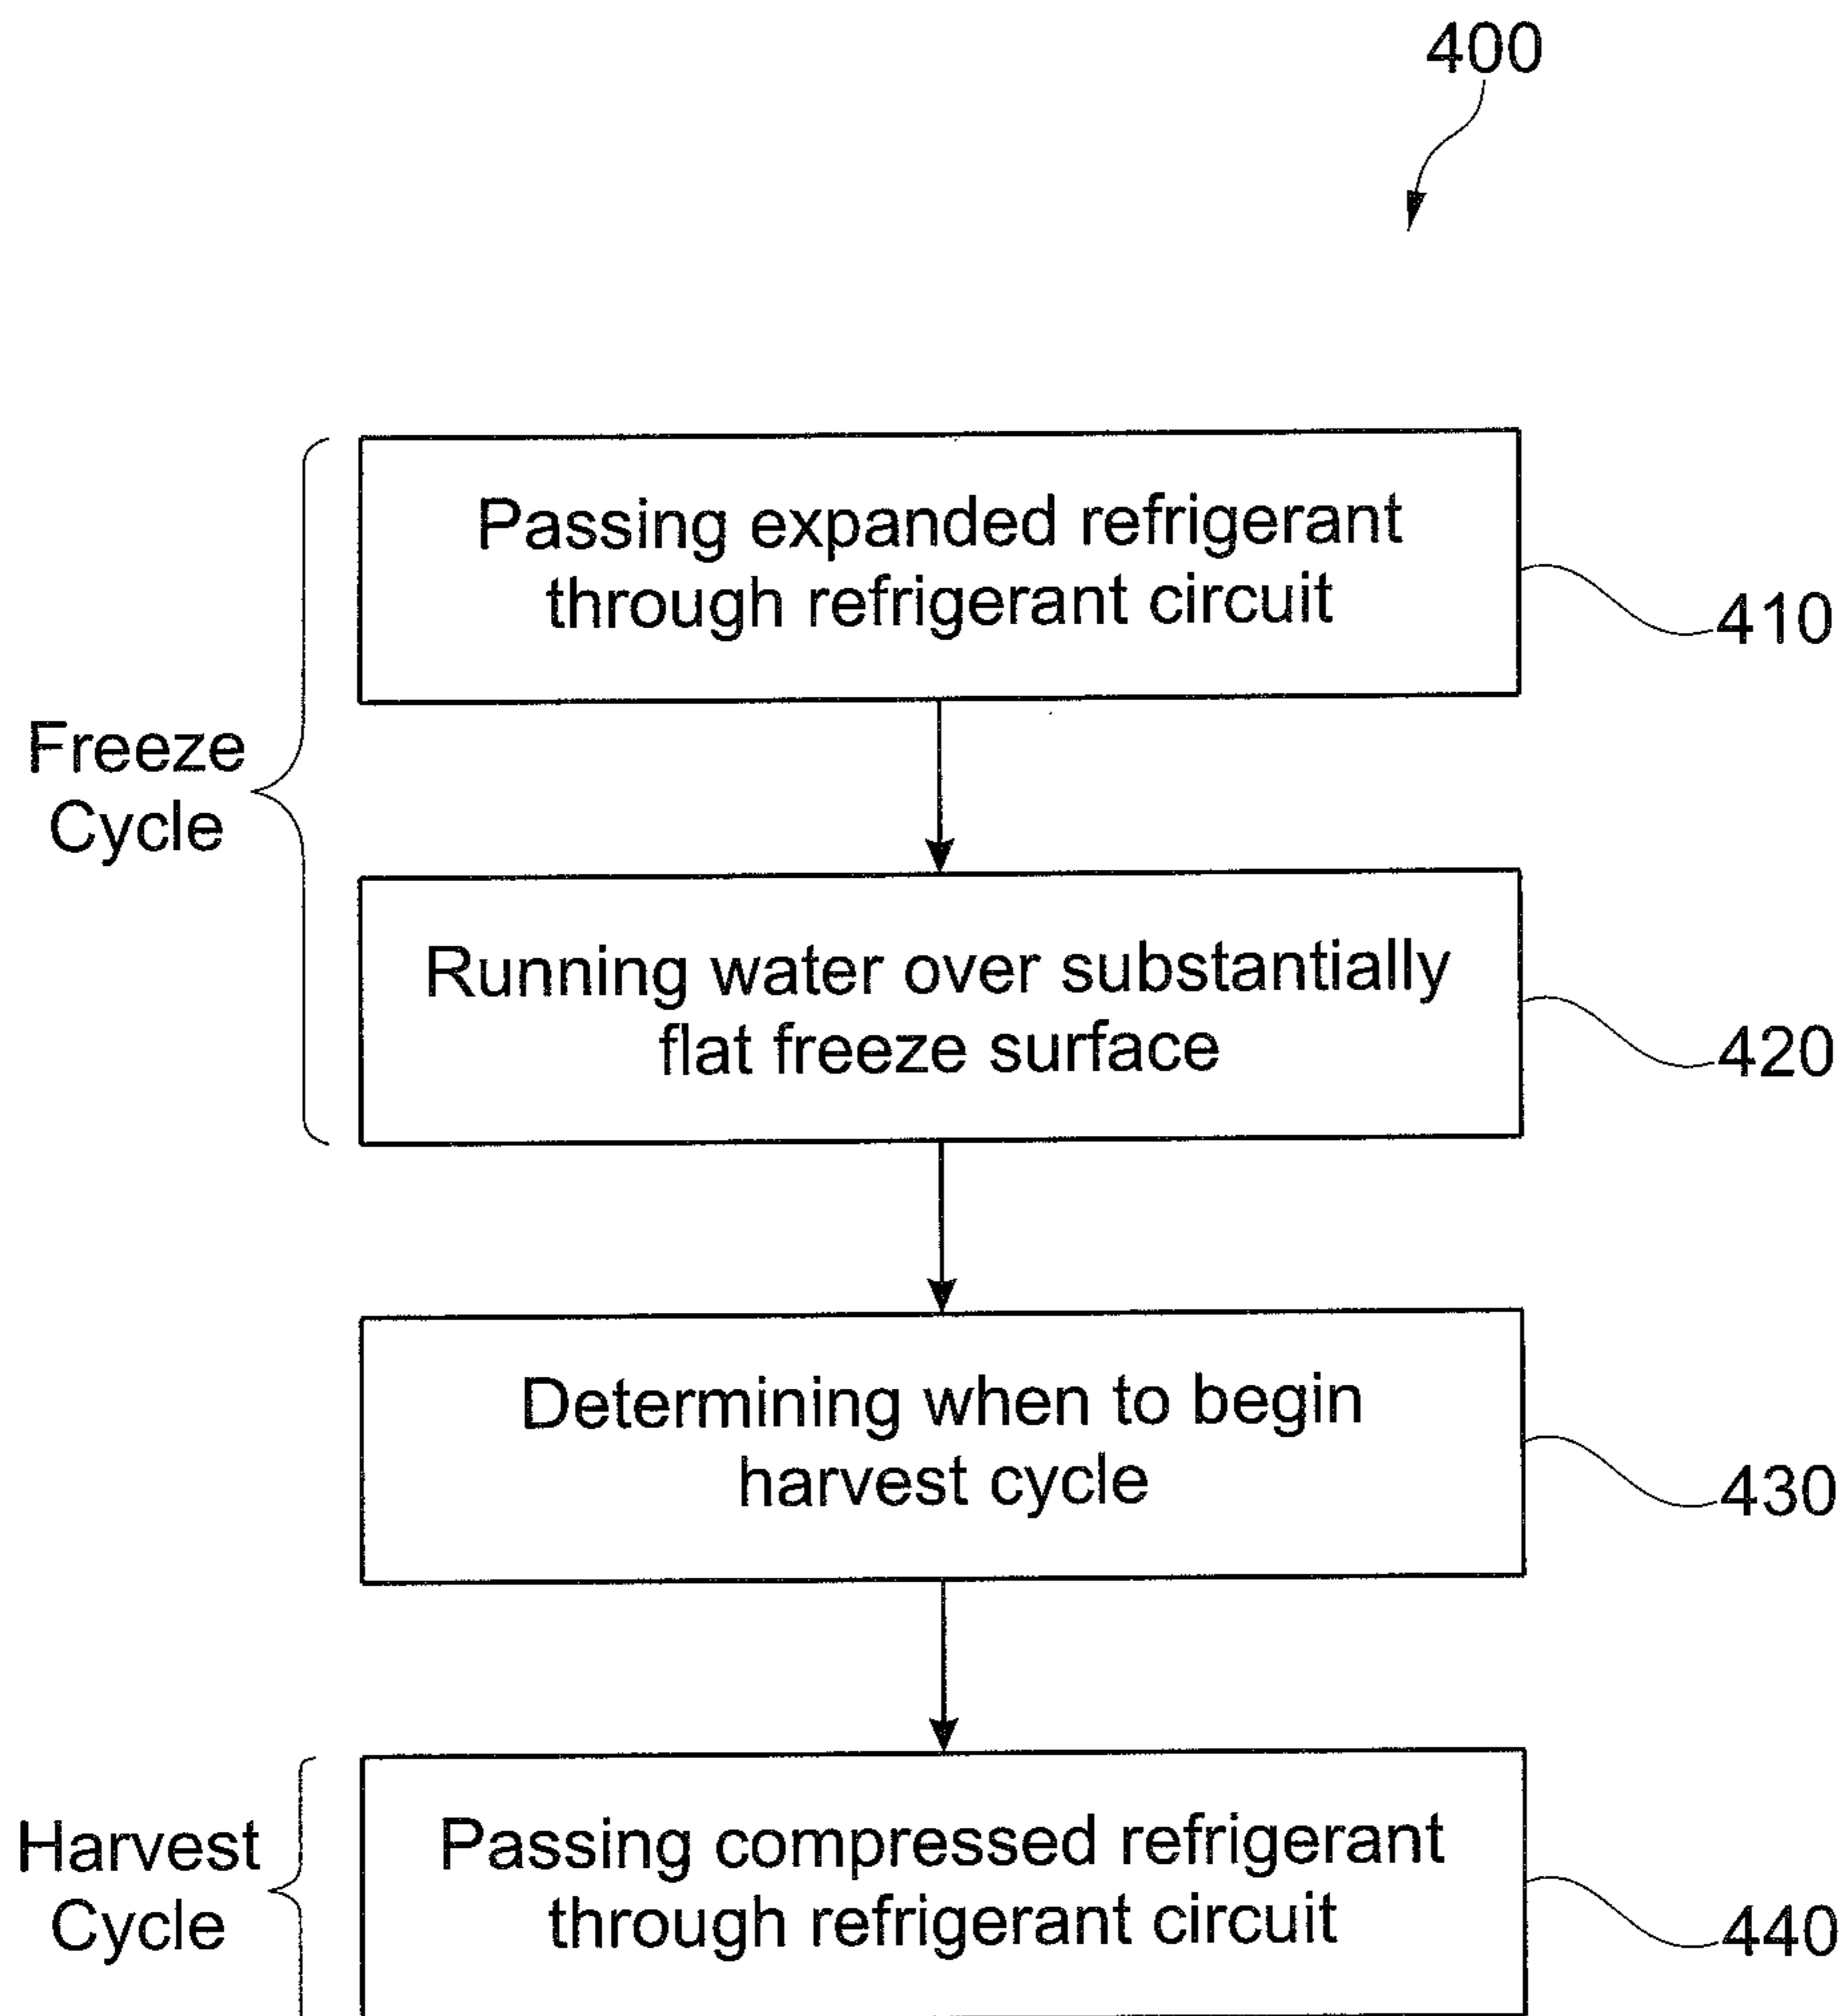 400
Passing expanded refrigerant
through refrigerant circuit
410
Freeze
Cycle
Running water over substantially
flat freeze surface
420
Determining when to begin
harvest cycle
430
Harvest
Cycle
Passing compressed refrigerant
through refrigerant circuit
440